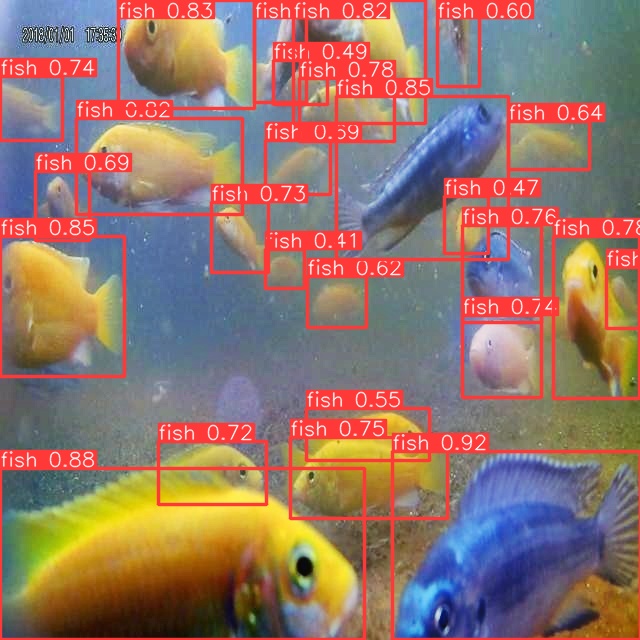 fish 0.83
fish
fish 0.82
fish 0.60
2018/01/01
fish 0.49
fish 0.74
fish 0.78
fish 0.85
fish 0.82
fish 0.64
fish 0.59
fish 0.69
fish 0.73
fish 0.47
fish 0.76
fish 0.85
fish 0.78
fish 0.41
fish
fish 0.62
fish 0.74
fish 0.55
fish 0.75
fish 0.72
fish 0.92
fish 0.88